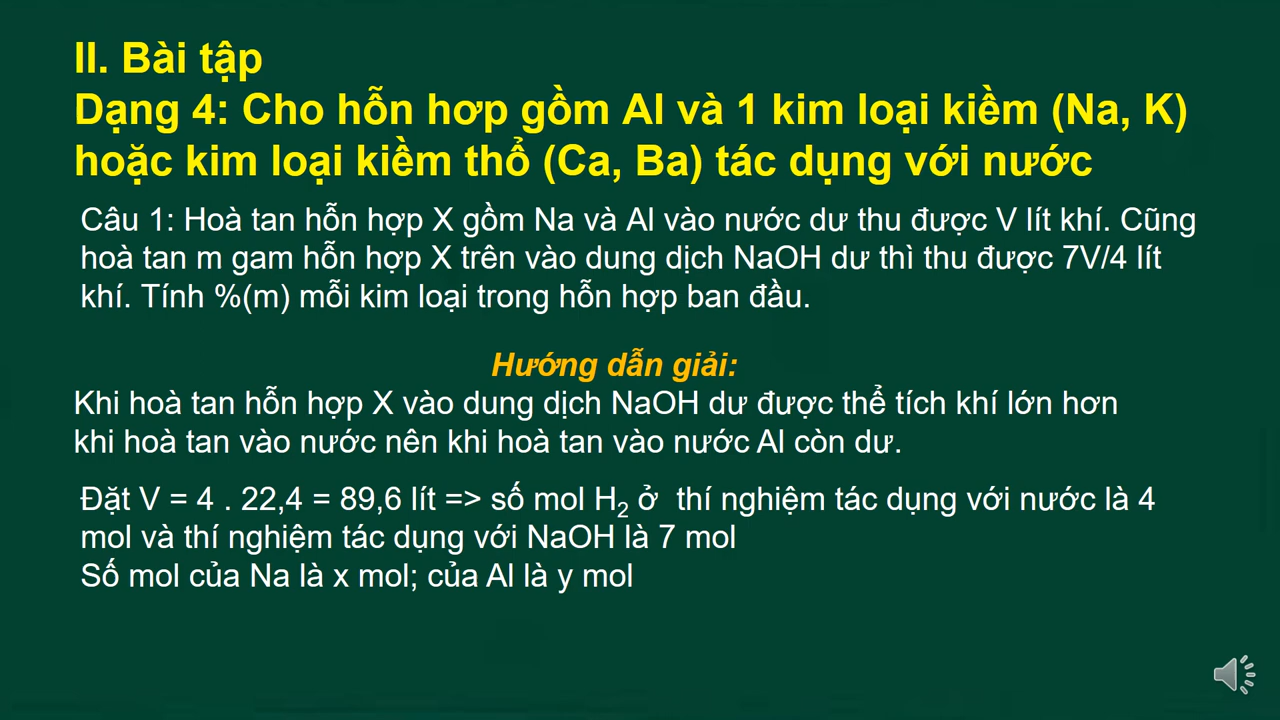 II. Bài tập
Dạng 4: Cho hỗn hơp gồm Al và 1 kim loại kiềm (Na, K)
hoặc kim loại kiềm thổ (Ca, Ba) tác dụng với nước
Câu 1: Hoà tan hỗn hợp X gồm Na và Al vào nước dư thu được V lít khí. Cũng
hoà tan m gam hỗn hợp X trên vào dung dịch NaOH dư thì thu được 7V/4 lít
khí. Tính %(m) mỗi kim loại trong hỗn hợp ban đầu.
Hướng dẫn giải:
Khi hoà tan hỗn hợp X vào dung dịch NaOH dư được thể tích khí lớn hơn
khi hoà tan vào nước nên khi hoà tan vào nước Al còn dư.
Đặt V = 4 . 22,4 = 89,6 lít => số mol H₂ ở thí nghiệm tác dụng với nước là 4
mol và thí nghiệm tác dụng với NaOH là 7 mol
Số mol của Na là x mol; của Al là y mol